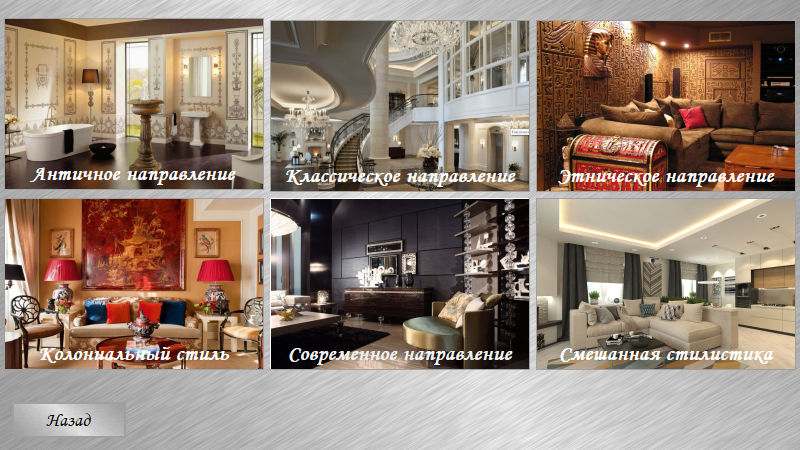 Античное направление
Классическое направление
Этническое направление
Колониальный стиль
Современное направление
Смешанная стилистика
Назад